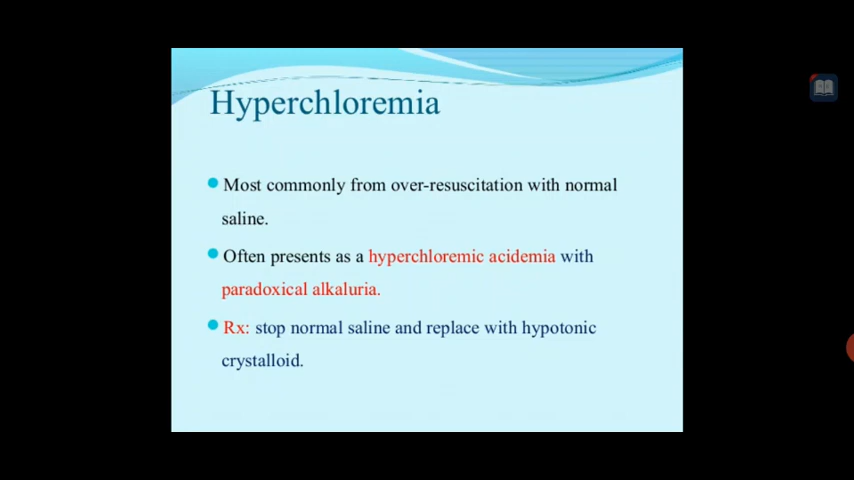 Hyperchloremia
Most commonly from over-resuscitation with normal
saline.
Often presents as a hyperchloremic acidemia with
paradoxical alkaluria.
Rx: stop normal saline and replace with hypotonic
crystalloid.